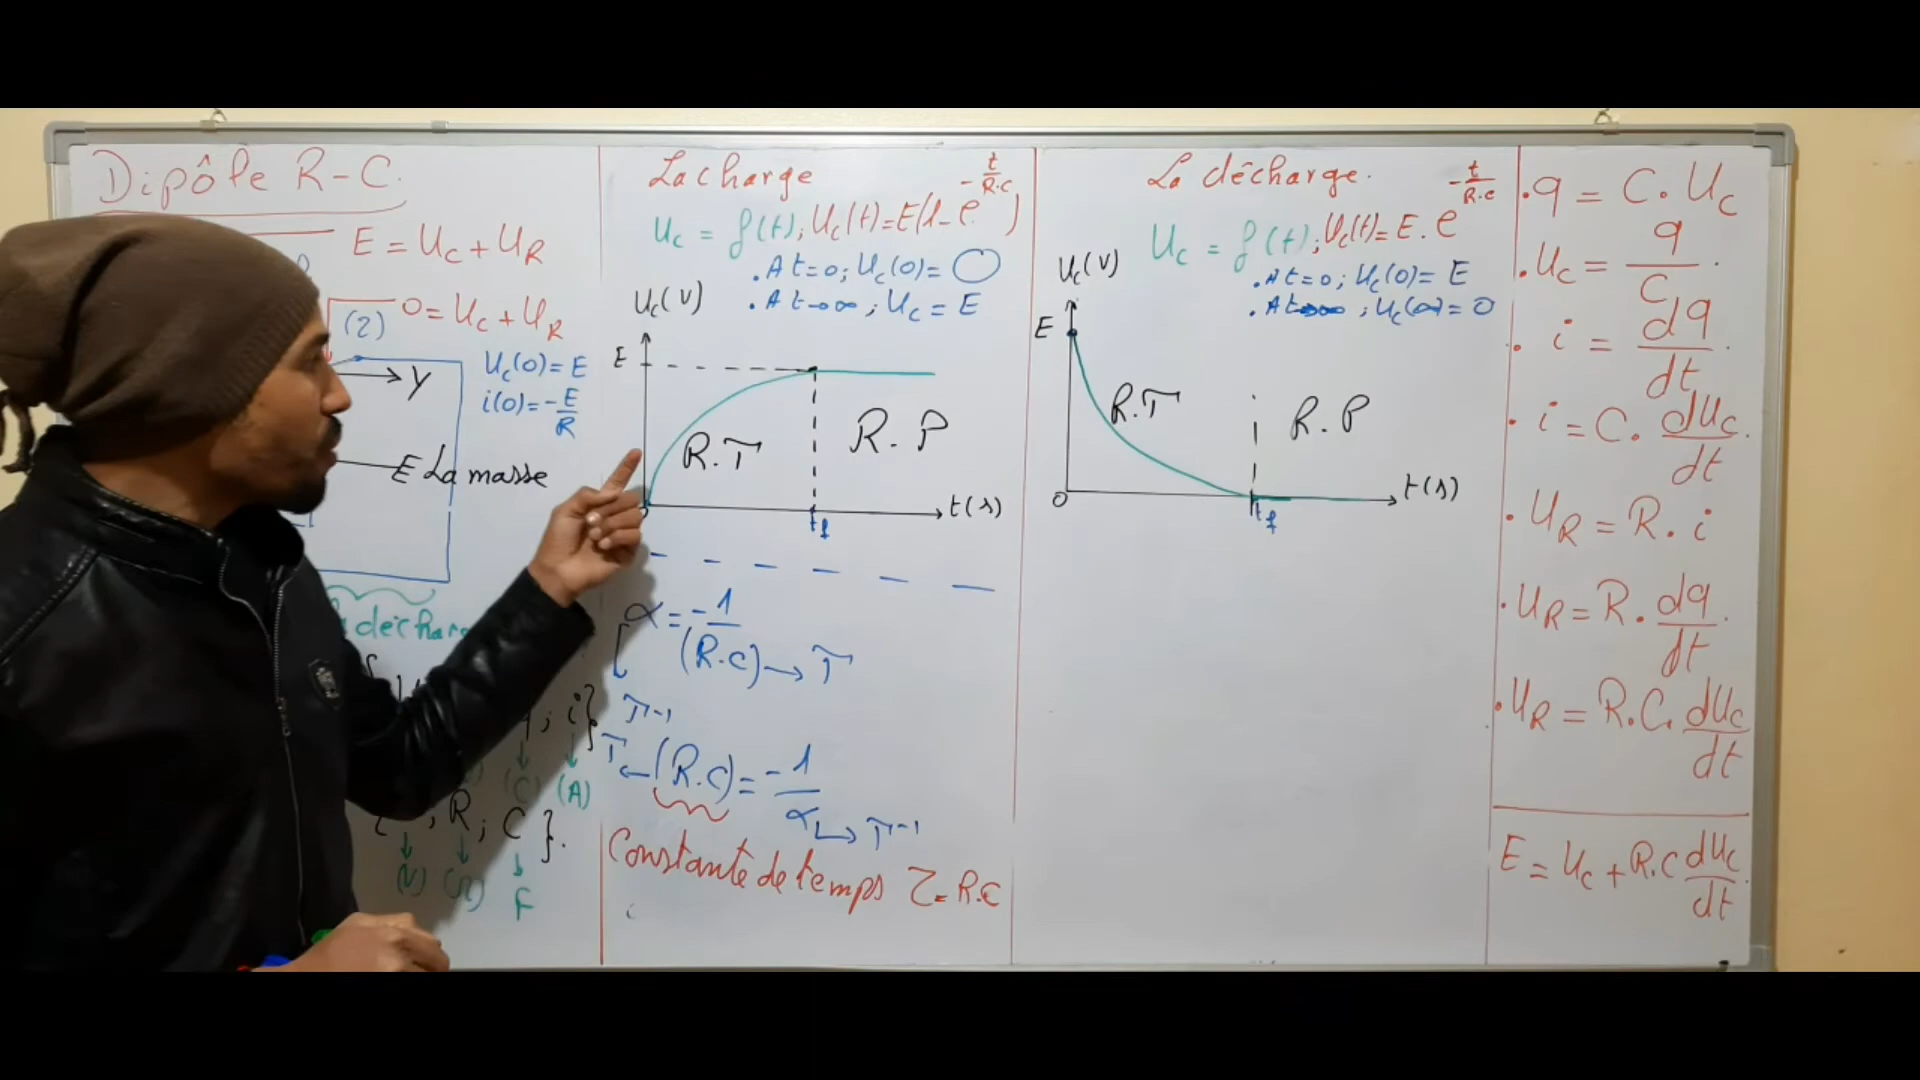 Dipôle R-C.
E = Uc + UR
0 = Uc + UR
(2)
Uc(0) = E
Y
i(0) = -E/R
La masse
décharg
; i}.
(C) (A)
, R ; C }.
(V) (Ω) F
La charge
Uc = f(t) ; Uc(t) = E(1 - e^(-t/R.C))
. A t=0 ; Uc(0) = 0
. A t→∞ ; Uc = E
Uc(V)
E
R.T
R.P
t(s)
tf
α = -1/(R.C) → T
T-1
T ← (R.C) = -1/α → T-1
Constante de temps τ = R.C
La décharge.
Uc = f(t) ; Uc(t) = E . e^(-t/R.C)
. At=0 ; Uc(0) = E
. At→∞ ; Uc(∞) = 0
Uc(V)
E
R.T
R.P
0
t(s)
tf
. q = C. Uc
. Uc = q/C .
. i = dq/dt .
. i = C. dUc/dt .
. UR = R. i
. UR = R. dq/dt .
. UR = R.C. dUc/dt
E = Uc + R.C dUc/dt .